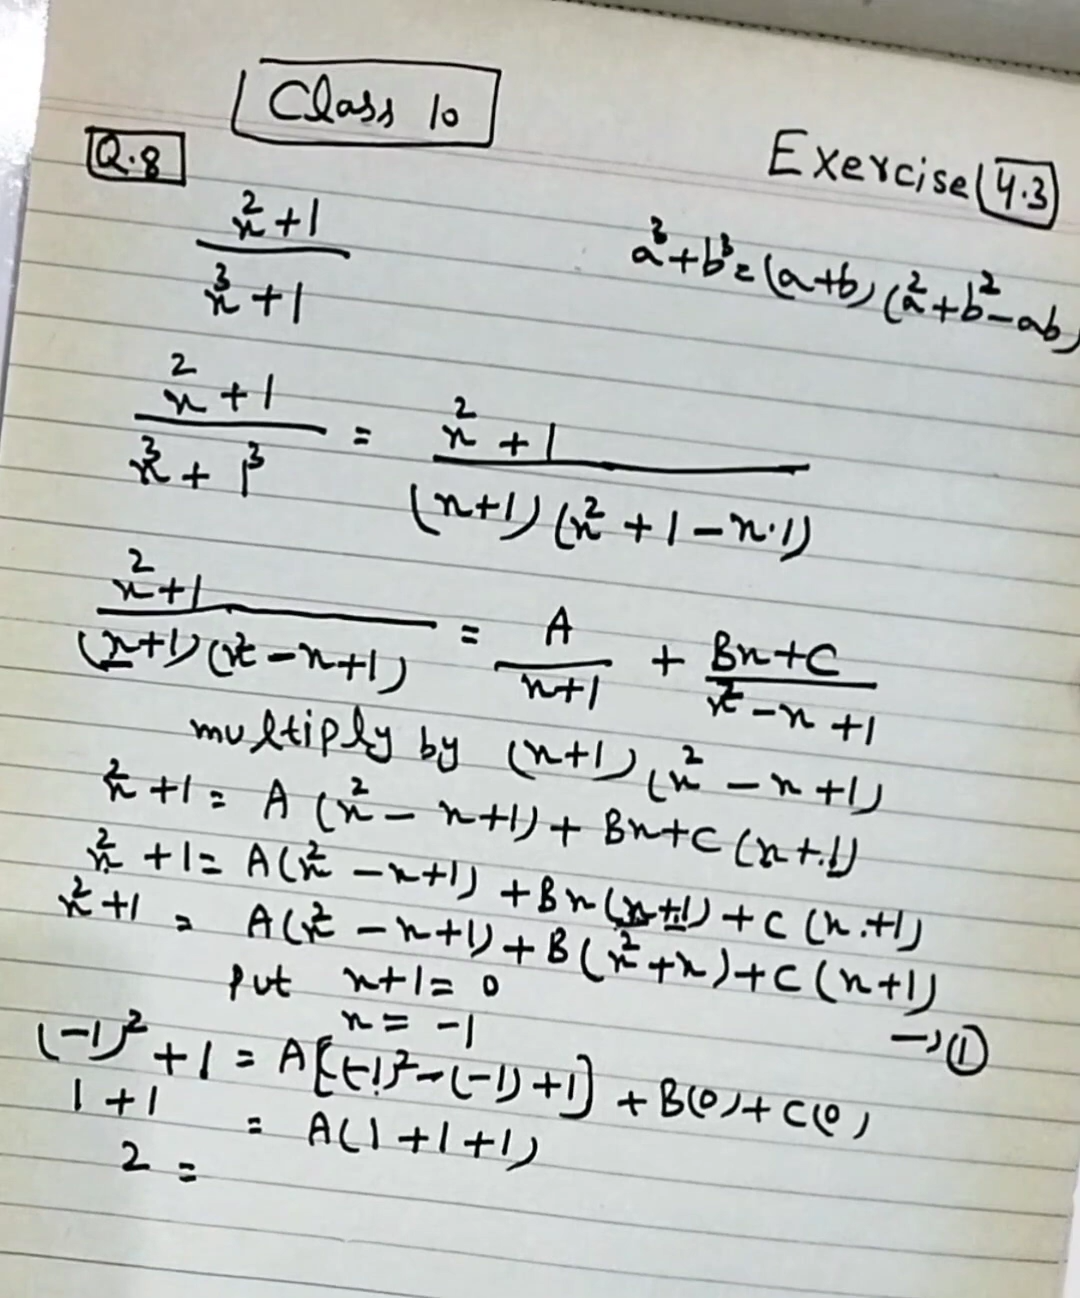 Class 10
Q.8
Exercise 4.3
x²+1
x³+1
a³+b³=(a+b)(a²+b²-ab)
x²+1 / x³+1³ = x²+1 / (x+1)(x²+1-x·1)
x²+1 / (x+1)(x²-x+1) = A / x+1 + Bx+C / x²-x+1
multiply by (x+1)(x²-x+1)
x²+1= A(x²-x+1)+Bx+C(x+1)
x²+1= A(x²-x+1)+Bx(x+1)+C(x+1)
x²+1 = A(x²-x+1)+B(x²+x)+C(x+1)
→①
put x+1=0
x=-1
(-1)²+1=A[(-1)²-(-1)+1]+B(0)+C(0)
1+1 = A(1+1+1)
2 =